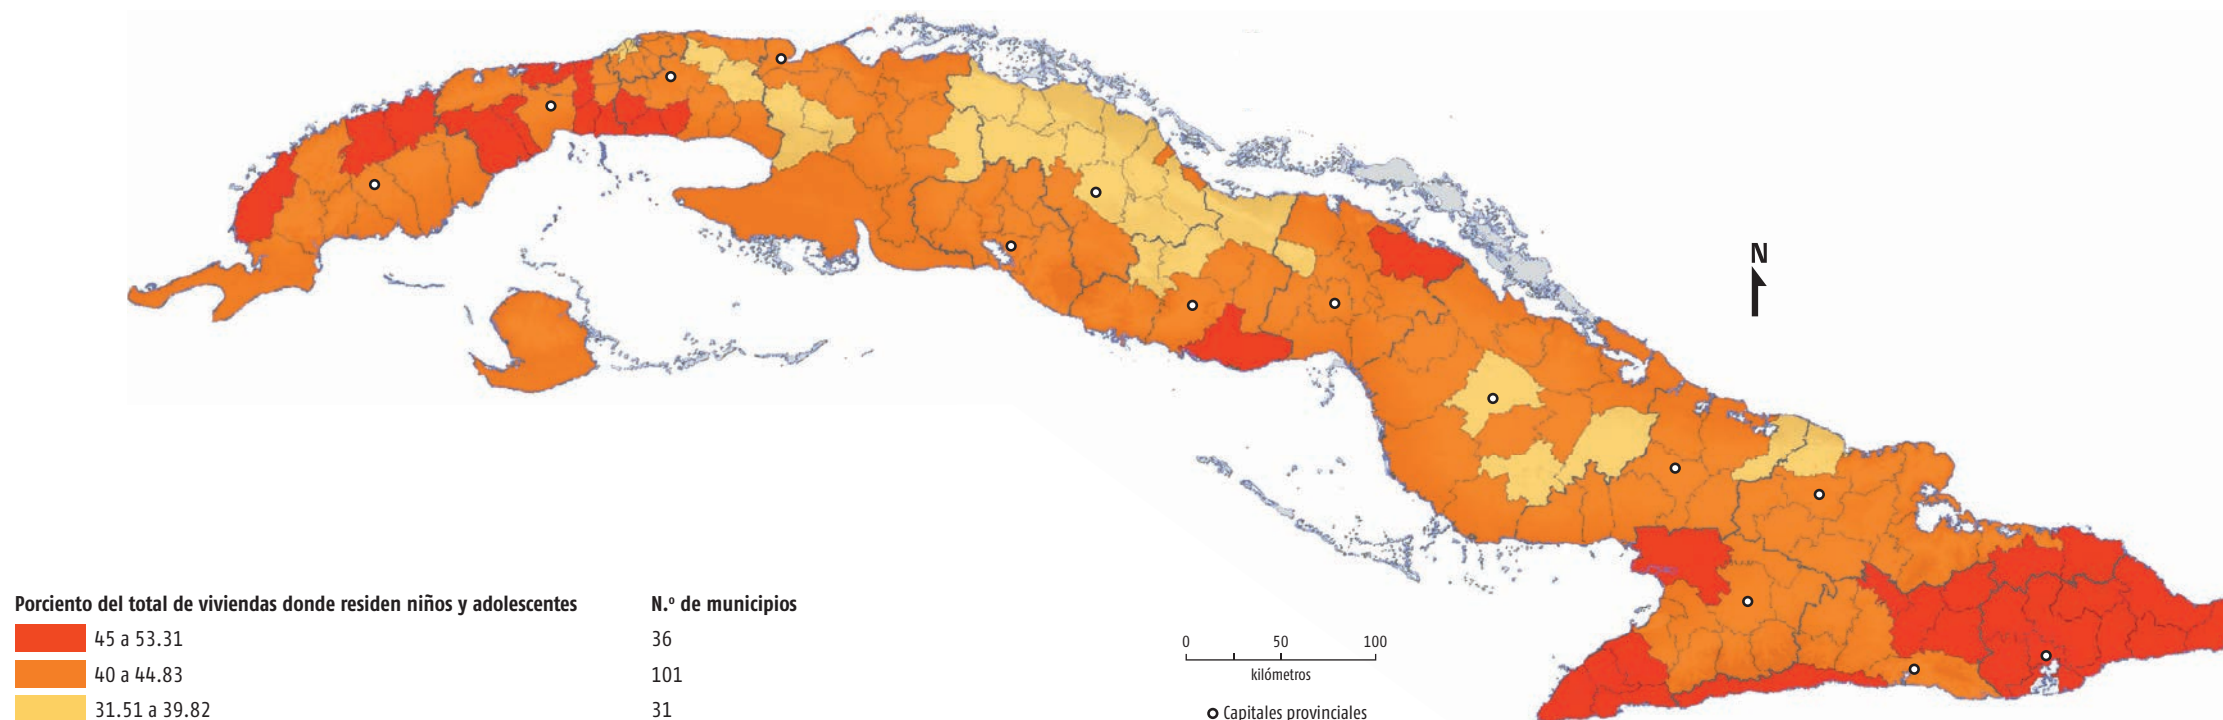 N
Porciento del total de viviendas donde residen niños y adolescentes N.º de municipios
45 a 53.31 36
40 a 44.83 101
31.51 a 39.82 31
0 50 100
kilómetros
Capitales provinciales